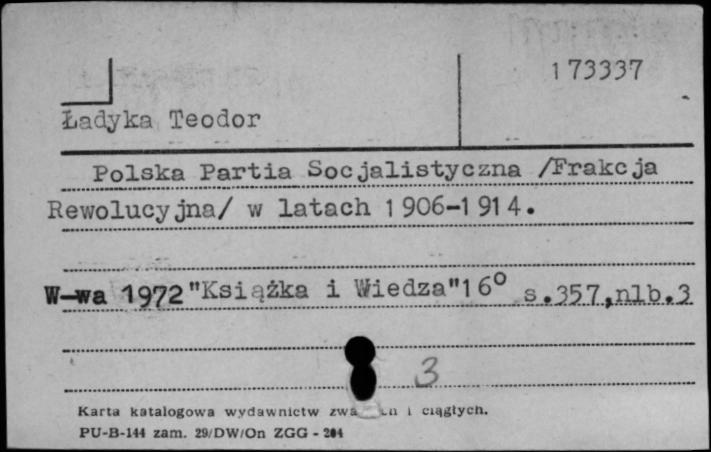 173337
Ładyka Teodor
Polska Partia Socjalistyczna /Frakcja
Rewolucyjna/ w latach 1906-1914.
W-wa 1972 "Książka i Wiedza" 16° s.357,nlb.3
3
Karta katalogowa wydawnictw i ciągłych.
PU-B-144 zam. 29/DW/On ZGG - 204